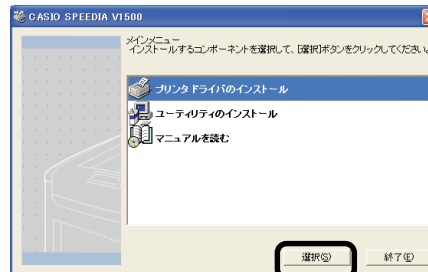 CASIO SPEEDIA V1500
メインメニュー
インストールするコンポーネントを選択して、[選択]ボタンをクリックしてください。
プリンタ ドライバのインストール
ユーティリティのインストール
マニュアルを読む
選択(S)
終了(E)